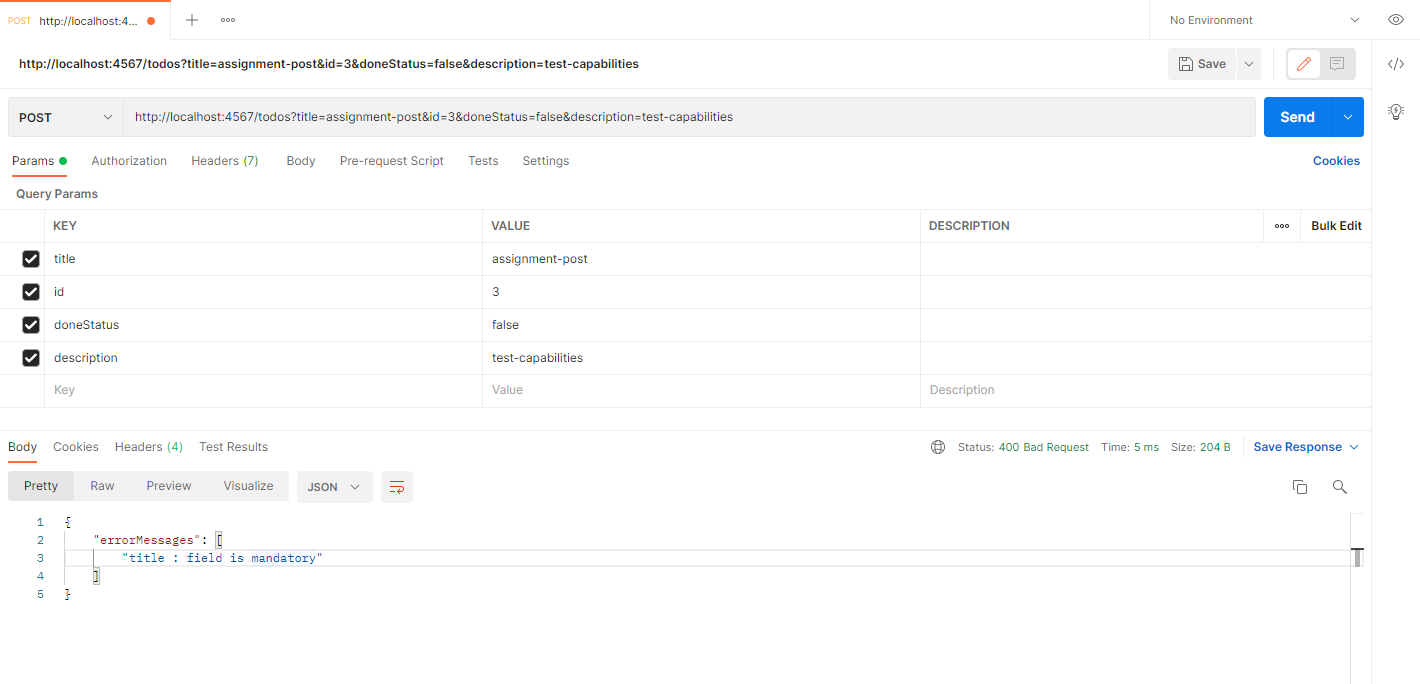 POST http://localhost:4... No Environment
http://localhost:4567/todos?title=assignment-post&id=3&doneStatus=false&description=test-capabilities Save
POST http://localhost:4567/todos?title=assignment-post&id=3&doneStatus=false&description=test-capabilities Send
Params Authorization Headers (7) Body Pre-request Script Tests Settings Cookies
Query Params
KEY VALUE DESCRIPTION Bulk Edit
title assignment-post
id 3
doneStatus false
description test-capabilities
Key Value Description
Body Cookies Headers (4) Test Results Status: 400 Bad Request Time: 5 ms Size: 204 B Save Response
Pretty Raw Preview Visualize JSON
1 {
2 "errorMessages": [
3 "title : field is mandatory"
4 ]
5 }